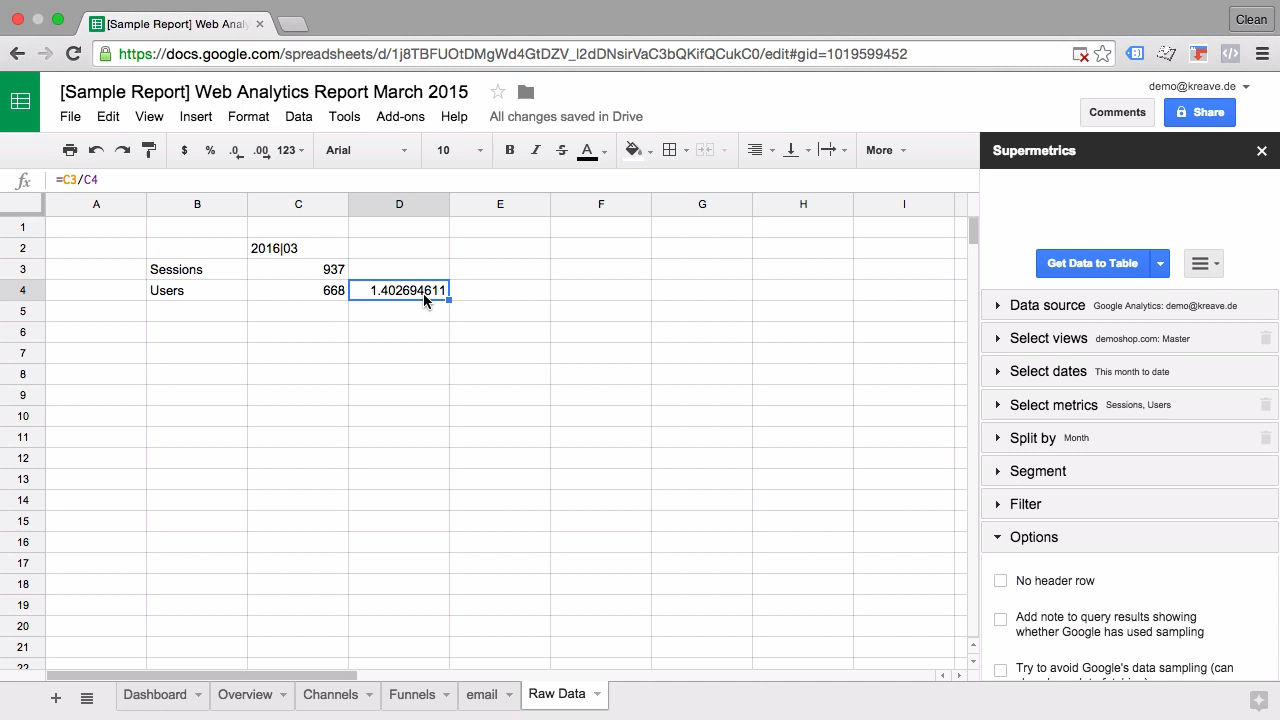 [Sample Report] Web Analy
Clean
https://docs.google.com/spreadsheets/d/1j8TBFUOtDMgWd4GtDZV_l2dDNsirVaC3bQKifQCukC0/edit#gid=1019599452
[Sample Report] Web Analytics Report March 2015
demo@kreave.de
File Edit View Insert Format Data Tools Add-ons Help All changes saved in Drive
Comments Share
$ % .0 .00 123 Arial 10 B I S A More
Supermetrics
fx =C3/C4
A B C D E F G H I
1
2 2016|03
3 Sessions 937
4 Users 668 1.402694611
5
6
7
8
9
10
11
12
13
14
15
16
17
18
19
20
21
22
Get Data to Table
Data source Google Analytics: demo@kreave.de
Select views demoshop.com: Master
Select dates This month to date
Select metrics Sessions, Users
Split by Month
Segment
Filter
Options
No header row
Add note to query results showing
whether Google has used sampling
Try to avoid Google's data sampling (can
Dashboard Overview Channels Funnels email Raw Data